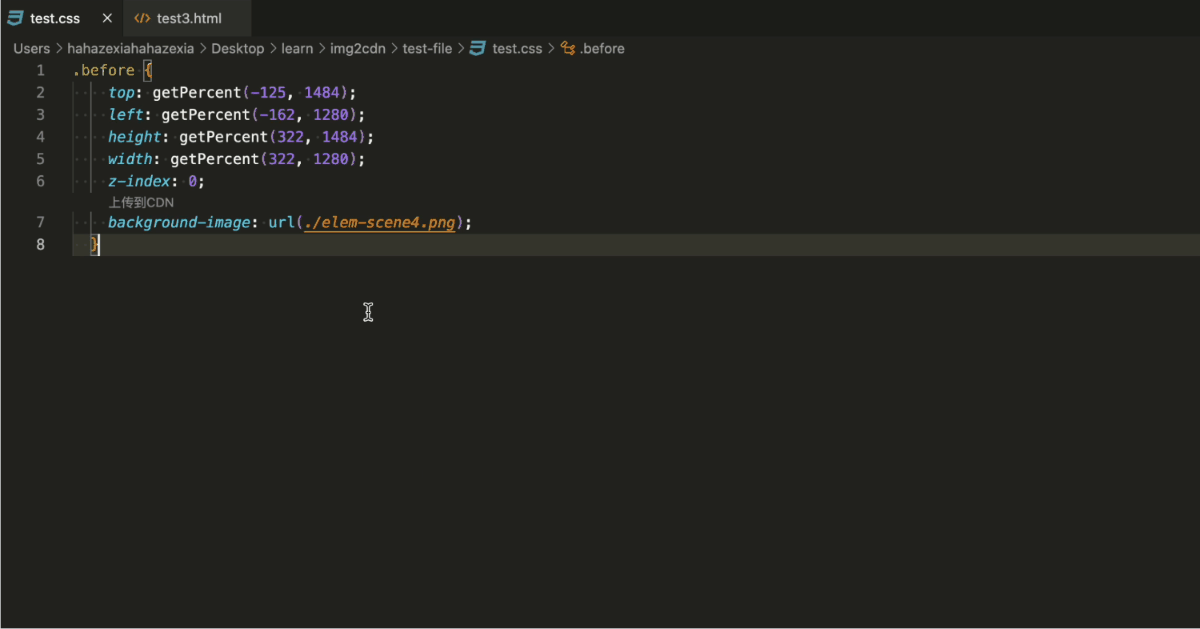 test.css test3.html
Users > hahazexiahahazexia > Desktop > learn > img2cdn > test-file > test.css > .before
1 .before {
2 top: getPercent(-125, 1484);
3 left: getPercent(-162, 1280);
4 height: getPercent(322, 1484);
5 width: getPercent(322, 1280);
6 z-index: 0;
上传到CDN
7 background-image: url(./elem-scene4.png);
8 }